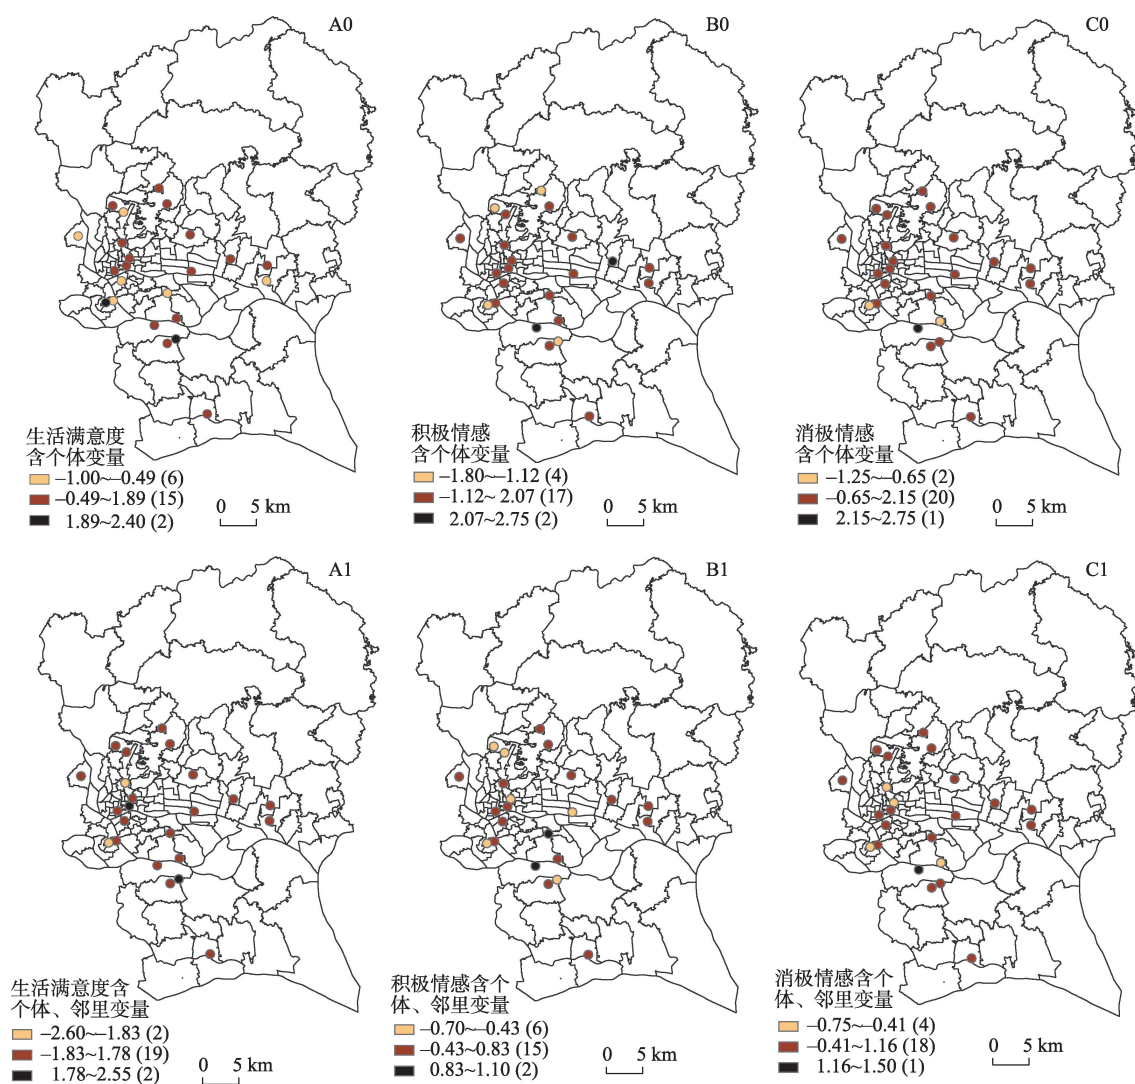 A0
生活满意度
含个体变量
−1.00~−0.49 (6)
−0.49~1.89 (15)
1.89~2.40 (2)
0 5 km
B0
积极情感
含个体变量
−1.80~−1.12 (4)
−1.12~ 2.07 (17)
2.07~2.75 (2)
0 5 km
C0
消极情感
含个体变量
−1.25~−0.65 (2)
−0.65~2.15 (20)
2.15~2.75 (1)
0 5 km
A1
生活满意度含
个体、邻里变量
−2.60~−1.83 (2)
−1.83~1.78 (19)
1.78~2.55 (2)
0 5 km
B1
积极情感含个
体、邻里变量
−0.70~−0.43 (6)
−0.43~0.83 (15)
0.83~1.10 (2)
0 5 km
C1
消极情感含个
体、邻里变量
−0.75~−0.41 (4)
−0.41~1.16 (18)
1.16~1.50 (1)
0 5 km